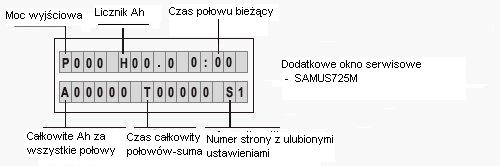 Moc wyjściowa
Licznik Ah
Czas połowu bieżący
P000 H00.0 0:00
A00000 T00000 S1
Dodatkowe okno serwisowe
- SAMUS725M
Całkowite Ah za
wszystkie połowy
Czas całkowity
połowów-suma
Numer strony z ulubionymi
ustawieniami